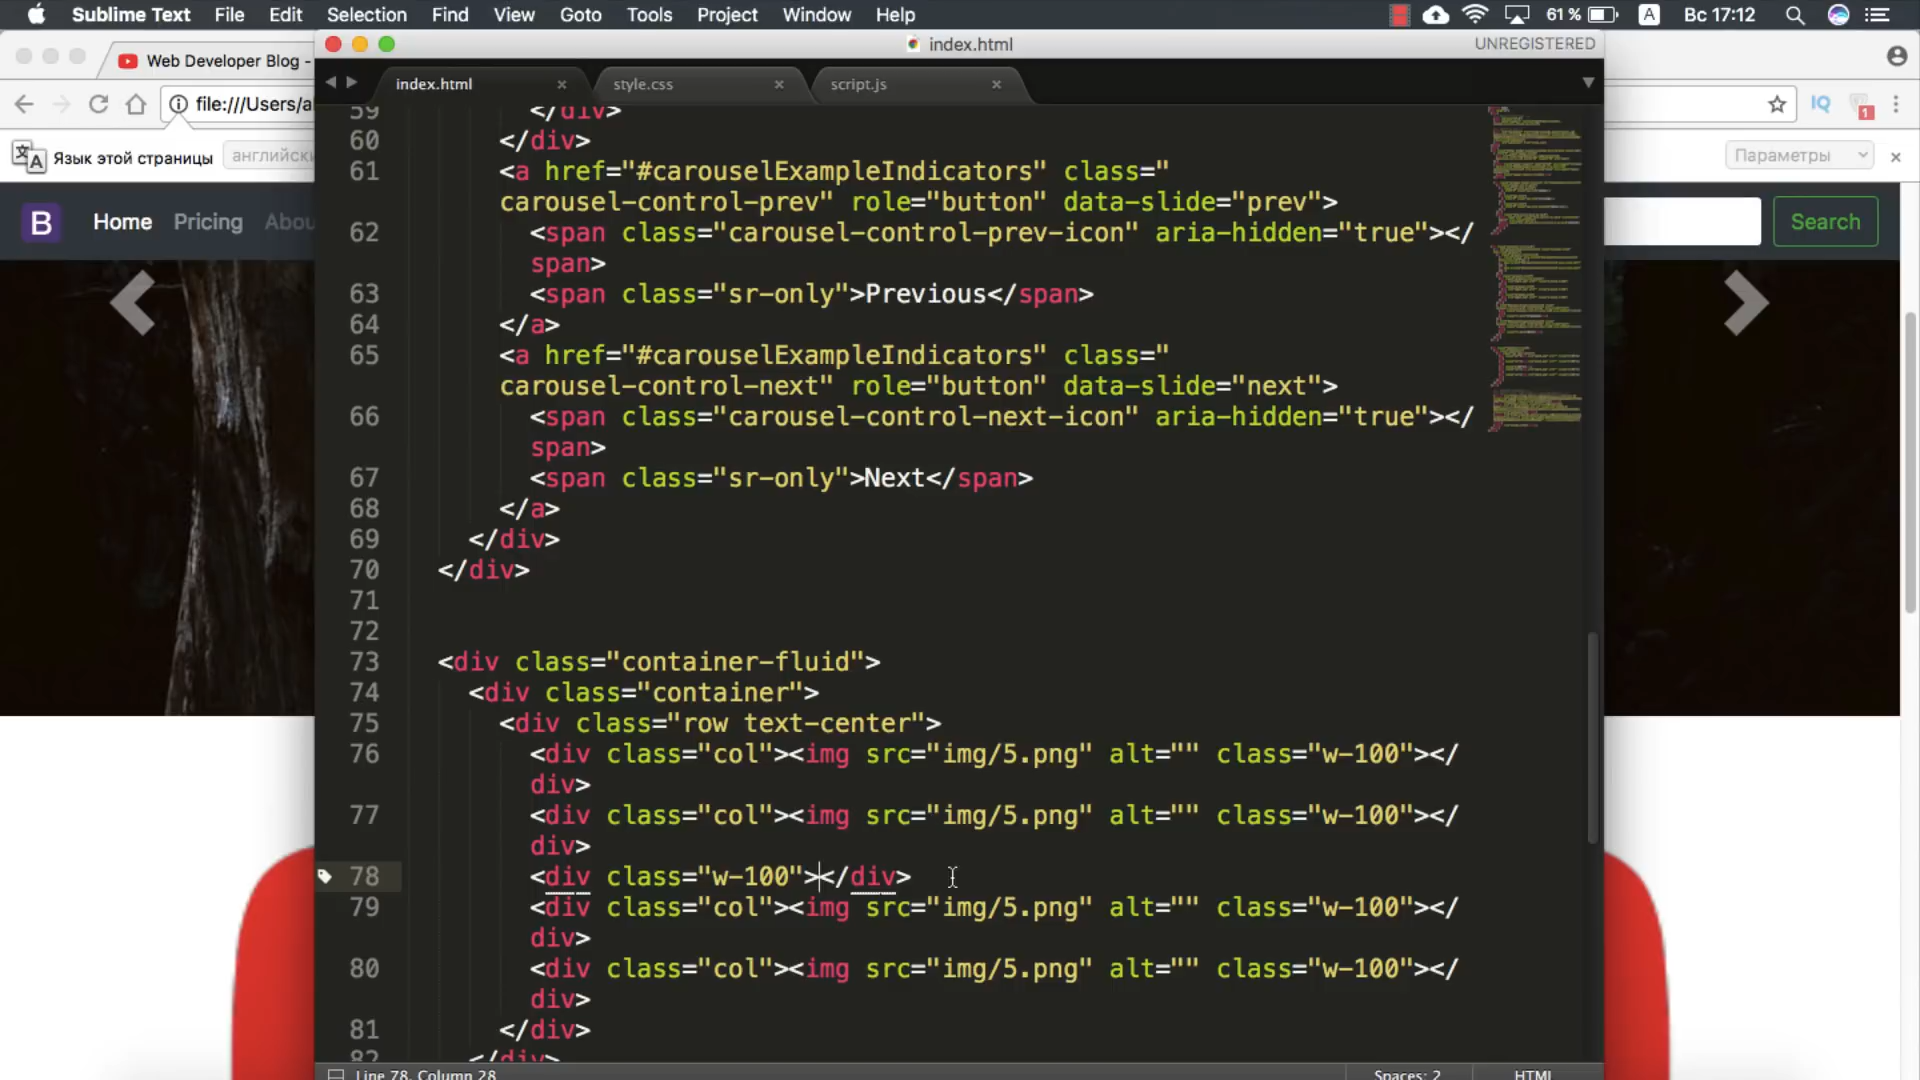 Sublime Text File Edit Selection Find View Goto Tools Project Window Help 61 % A Вс 17:12
index.html UNREGISTERED
Web Developer Blog -
index.html style.css script.js
file:///Users/a IQ 1
Язык этой страницы английски Параметры
B Home Pricing Abou Search
59 </div>
60 </div>
61 <a href="#carouselExampleIndicators" class="
carousel-control-prev" role="button" data-slide="prev">
62 <span class="carousel-control-prev-icon" aria-hidden="true"></
span>
63 <span class="sr-only">Previous</span>
64 </a>
65 <a href="#carouselExampleIndicators" class="
carousel-control-next" role="button" data-slide="next">
66 <span class="carousel-control-next-icon" aria-hidden="true"></
span>
67 <span class="sr-only">Next</span>
68 </a>
69 </div>
70 </div>
71
72
73 <div class="container-fluid">
74 <div class="container">
75 <div class="row text-center">
76 <div class="col"><img src="img/5.png" alt="" class="w-100"></
div>
77 <div class="col"><img src="img/5.png" alt="" class="w-100"></
div>
78 <div class="w-100"></div>
79 <div class="col"><img src="img/5.png" alt="" class="w-100"></
div>
80 <div class="col"><img src="img/5.png" alt="" class="w-100"></
div>
81 </div>
82 </div>
Line 78, Column 28 Spaces: 2 HTML